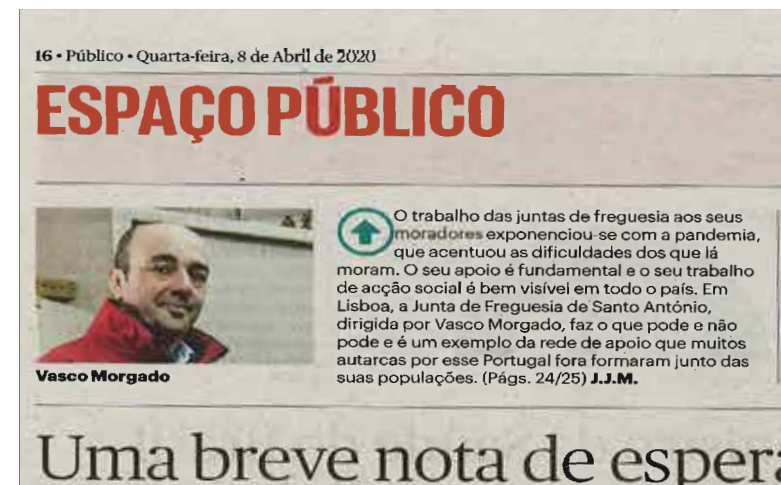 16 • Público • Quarta-feira, 8 de Abril de 2020
ESPAÇO PÚBLICO
O trabalho das juntas de freguesia aos seus
moradores exponenciou-se com a pandemia,
que acentuou as dificuldades dos que lá
moram. O seu apoio é fundamental e o seu trabalho
de acção social é bem visível em todo o país. Em
Lisboa, a Junta de Freguesia de Santo António,
dirigida por Vasco Morgado, faz o que pode e não
pode e é um exemplo da rede de apoio que muitos
autarcas por esse Portugal fora formaram junto das
suas populações. (Págs. 24/25) J.J.M.
Vasco Morgado
Uma breve nota de esper